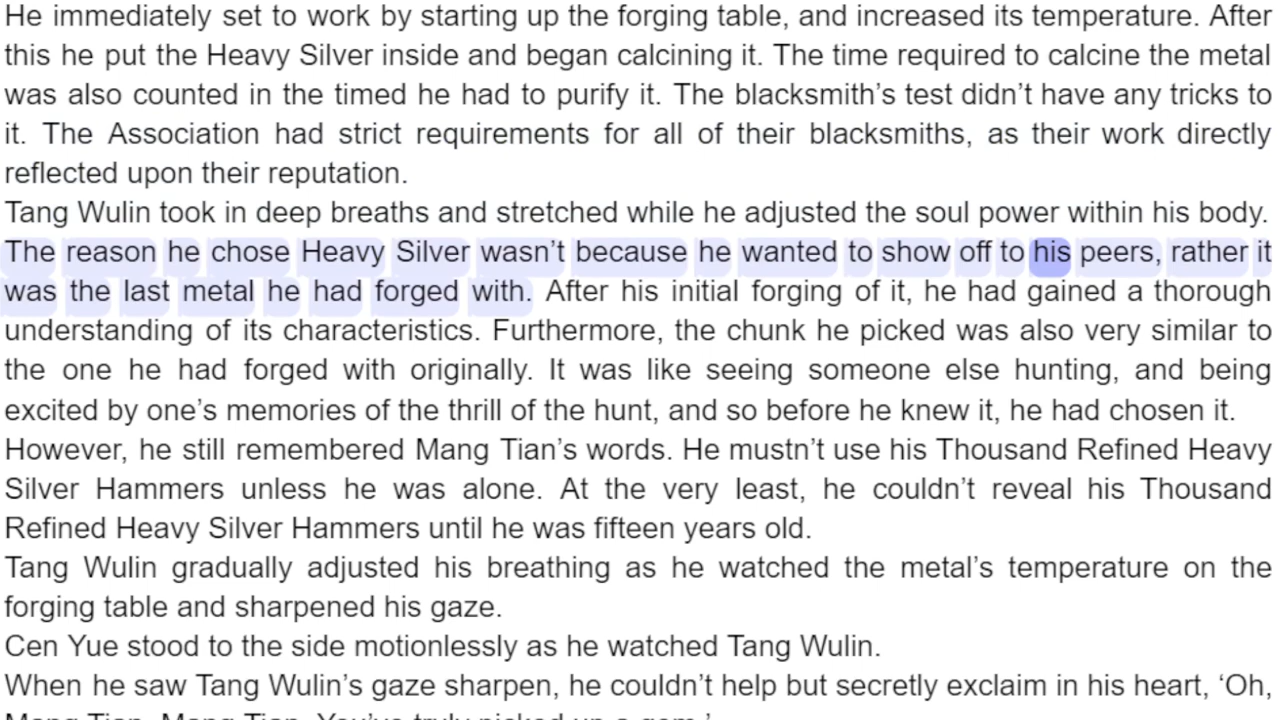 He immediately set to work by starting up the forging table, and increased its temperature. After
this he put the Heavy Silver inside and began calcining it. The time required to calcine the metal
was also counted in the timed he had to purify it. The blacksmith’s test didn’t have any tricks to
it. The Association had strict requirements for all of their blacksmiths, as their work directly
reflected upon their reputation.
Tang Wulin took in deep breaths and stretched while he adjusted the soul power within his body.
The reason he chose Heavy Silver wasn’t because he wanted to show off to his peers, rather it
was the last metal he had forged with. After his initial forging of it, he had gained a thorough
understanding of its characteristics. Furthermore, the chunk he picked was also very similar to
the one he had forged with originally. It was like seeing someone else hunting, and being
excited by one’s memories of the thrill of the hunt, and so before he knew it, he had chosen it.
However, he still remembered Mang Tian’s words. He mustn’t use his Thousand Refined Heavy
Silver Hammers unless he was alone. At the very least, he couldn’t reveal his Thousand
Refined Heavy Silver Hammers until he was fifteen years old.
Tang Wulin gradually adjusted his breathing as he watched the metal’s temperature on the
forging table and sharpened his gaze.
Cen Yue stood to the side motionlessly as he watched Tang Wulin.
When he saw Tang Wulin’s gaze sharpen, he couldn’t help but secretly exclaim in his heart, ‘Oh,
Mang Tian, Mang Tian. You’ve truly picked up a gem.’